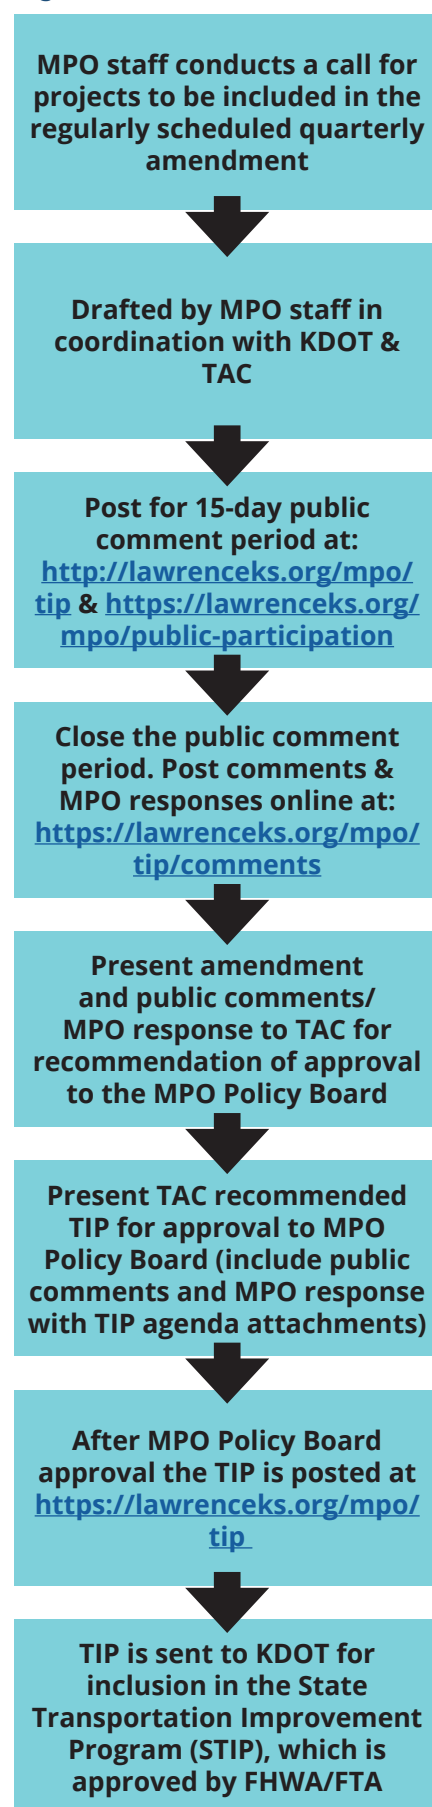 MPO staff conducts a call for
projects to be included in the
regularly scheduled quarterly
amendment
Drafted by MPO staff in
coordination with KDOT &
TAC
Post for 15-day public
comment period at:
http://lawrenceks.org/mpo/
tip & https://lawrenceks.org/
mpo/public-participation
Close the public comment
period. Post comments &
MPO responses online at:
https://lawrenceks.org/mpo/
tip/comments
Present amendment
and public comments/
MPO response to TAC for
recommendation of approval
to the MPO Policy Board
Present TAC recommended
TIP for approval to MPO
Policy Board (include public
comments and MPO response
with TIP agenda attachments)
After MPO Policy Board
approval the TIP is posted at
https://lawrenceks.org/mpo/
tip
TIP is sent to KDOT for
inclusion in the State
Transportation Improvement
Program (STIP), which is
approved by FHWA/FTA